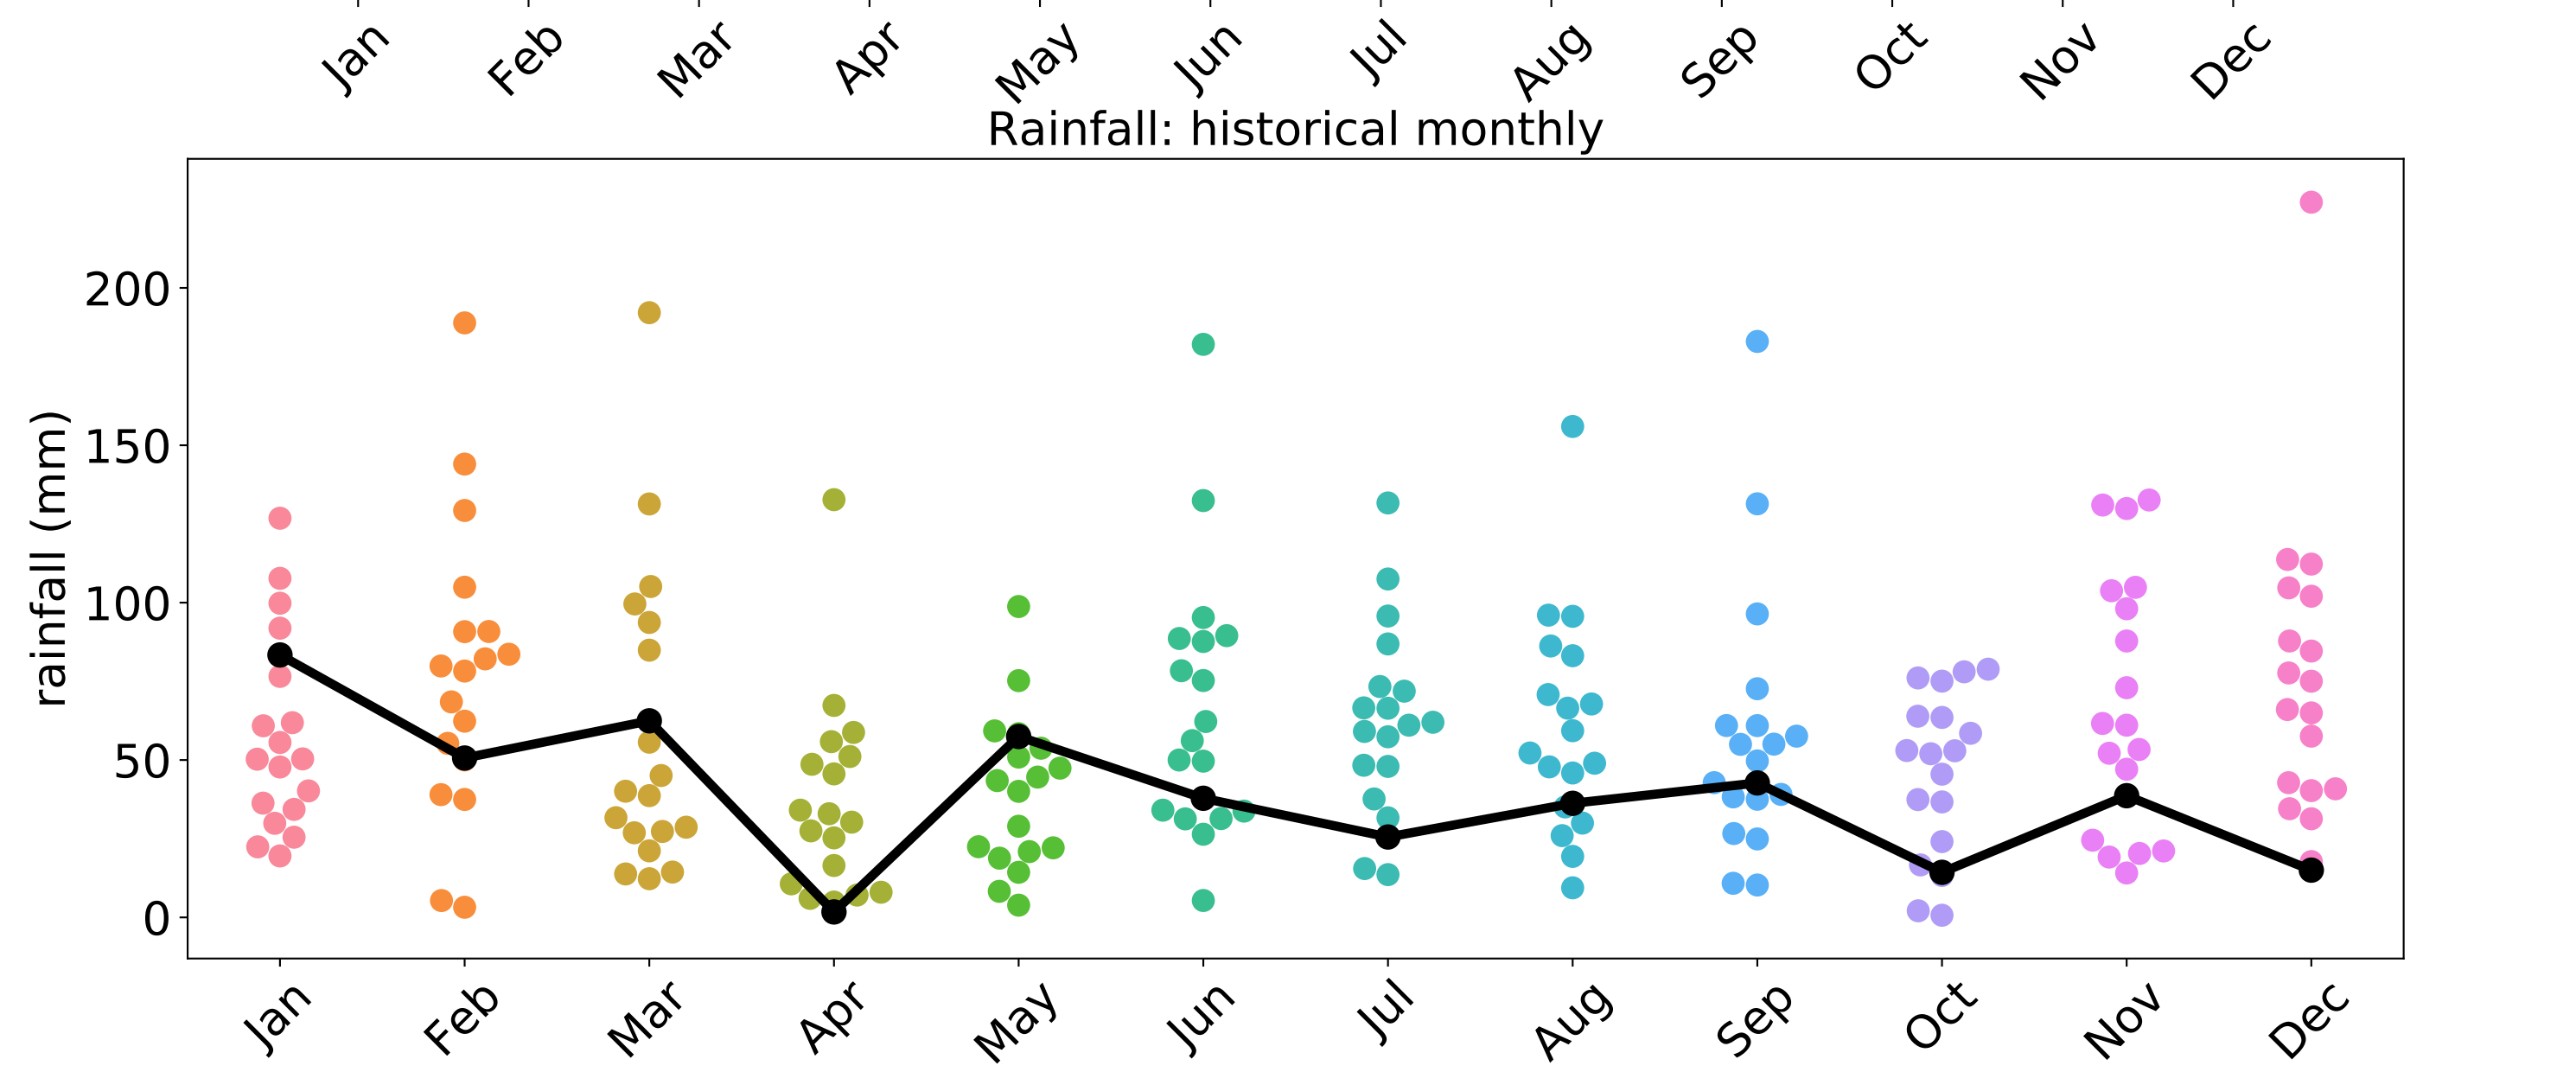 Jan Feb Mar Apr May Jun Jul Aug Sep Oct Nov Dec
Rainfall: historical monthly
rainfall (mm)
200
150
100
50
0
Jan Feb Mar Apr May Jun Jul Aug Sep Oct Nov Dec